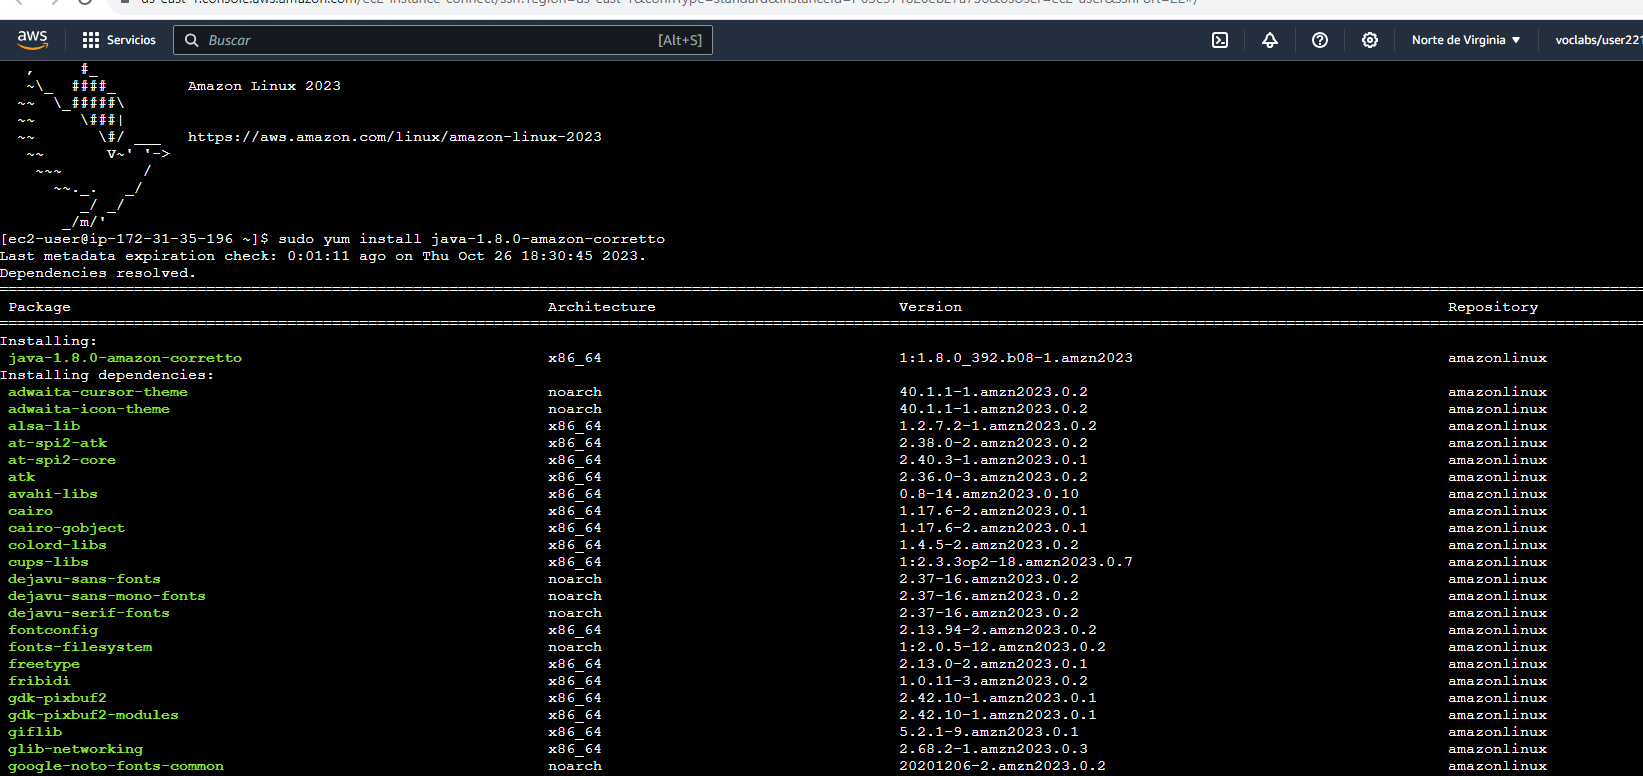 aws Servicios Buscar [Alt+S] Norte de Virginia voclabs/user221
,     #_
~\_  ####_        Amazon Linux 2023
~~  \_#####\
~~     \###|
~~       \#/ ___   https://aws.amazon.com/linux/amazon-linux-2023
~~       V~' '->
~~~         /
~~._.   _/
_/ _/
_/m/'
[ec2-user@ip-172-31-35-196 ~]$ sudo yum install java-1.8.0-amazon-corretto
Last metadata expiration check: 0:01:11 ago on Thu Oct 26 18:30:45 2023.
Dependencies resolved.
Package Architecture Version Repository
Installing:
java-1.8.0-amazon-corretto x86_64 1:1.8.0_392.b08-1.amzn2023 amazonlinux
Installing dependencies:
adwaita-cursor-theme noarch 40.1.1-1.amzn2023.0.2 amazonlinux
adwaita-icon-theme noarch 40.1.1-1.amzn2023.0.2 amazonlinux
alsa-lib x86_64 1.2.7.2-1.amzn2023.0.2 amazonlinux
at-spi2-atk x86_64 2.38.0-2.amzn2023.0.2 amazonlinux
at-spi2-core x86_64 2.40.3-1.amzn2023.0.1 amazonlinux
atk x86_64 2.36.0-3.amzn2023.0.2 amazonlinux
avahi-libs x86_64 0.8-14.amzn2023.0.10 amazonlinux
cairo x86_64 1.17.6-2.amzn2023.0.1 amazonlinux
cairo-gobject x86_64 1.17.6-2.amzn2023.0.1 amazonlinux
colord-libs x86_64 1.4.5-2.amzn2023.0.2 amazonlinux
cups-libs x86_64 1:2.3.3op2-18.amzn2023.0.7 amazonlinux
dejavu-sans-fonts noarch 2.37-16.amzn2023.0.2 amazonlinux
dejavu-sans-mono-fonts noarch 2.37-16.amzn2023.0.2 amazonlinux
dejavu-serif-fonts noarch 2.37-16.amzn2023.0.2 amazonlinux
fontconfig x86_64 2.13.94-2.amzn2023.0.2 amazonlinux
fonts-filesystem noarch 1:2.0.5-12.amzn2023.0.2 amazonlinux
freetype x86_64 2.13.0-2.amzn2023.0.1 amazonlinux
fribidi x86_64 1.0.11-3.amzn2023.0.2 amazonlinux
gdk-pixbuf2 x86_64 2.42.10-1.amzn2023.0.1 amazonlinux
gdk-pixbuf2-modules x86_64 2.42.10-1.amzn2023.0.1 amazonlinux
giflib x86_64 5.2.1-9.amzn2023.0.1 amazonlinux
glib-networking x86_64 2.68.2-1.amzn2023.0.3 amazonlinux
google-noto-fonts-common noarch 20201206-2.amzn2023.0.2 amazonlinux